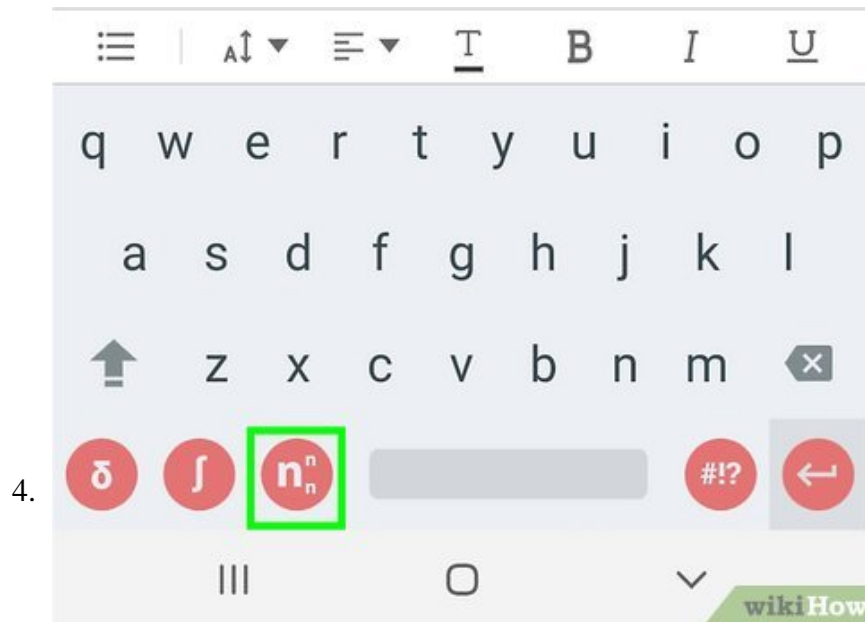 A T B I U
q w e r t y u i o p
a s d f g h j k l
z x c v b n m
4. δ ∫ nⁿₙ #!?
wikiHow